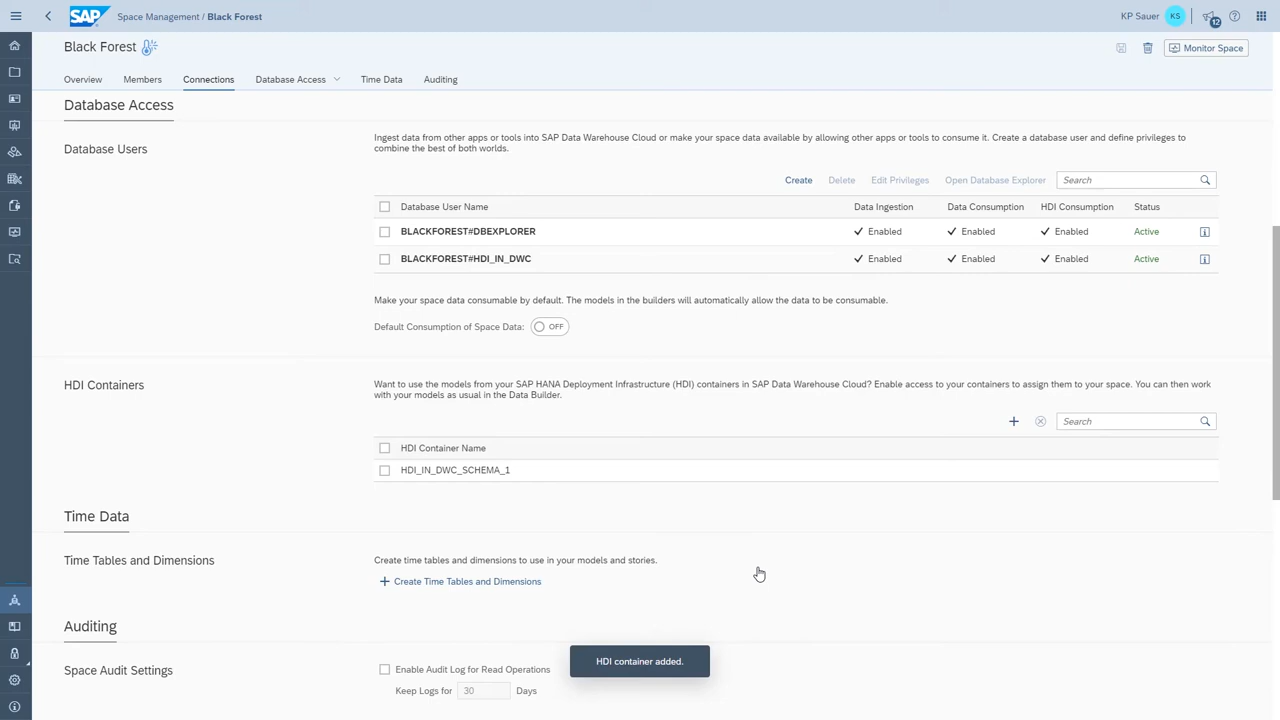 SAP Space Management / Black Forest
KP Sauer KS 12
Black Forest
Monitor Space
Overview Members Connections Database Access Time Data Auditing
Database Access
Database Users
Ingest data from other apps or tools into SAP Data Warehouse Cloud or make your space data available by allowing other apps or tools to consume it. Create a database user and define privileges to
combine the best of both worlds.
Create Delete Edit Privileges Open Database Explorer Search
Database User Name Data Ingestion Data Consumption HDI Consumption Status
BLACKFOREST#DBEXPLORER Enabled Enabled Enabled Active
BLACKFOREST#HDI_IN_DWC Enabled Enabled Enabled Active
Make your space data consumable by default. The models in the builders will automatically allow the data to be consumable.
Default Consumption of Space Data: OFF
HDI Containers
Want to use the models from your SAP HANA Deployment Infrastructure (HDI) containers in SAP Data Warehouse Cloud? Enable access to your containers to assign them to your space. You can then work
with your models as usual in the Data Builder.
Search
HDI Container Name
HDI_IN_DWC_SCHEMA_1
Time Data
Time Tables and Dimensions
Create time tables and dimensions to use in your models and stories.
Create Time Tables and Dimensions
Auditing
Space Audit Settings
Enable Audit Log for Read Operations
Keep Logs for 30 Days
HDI container added.